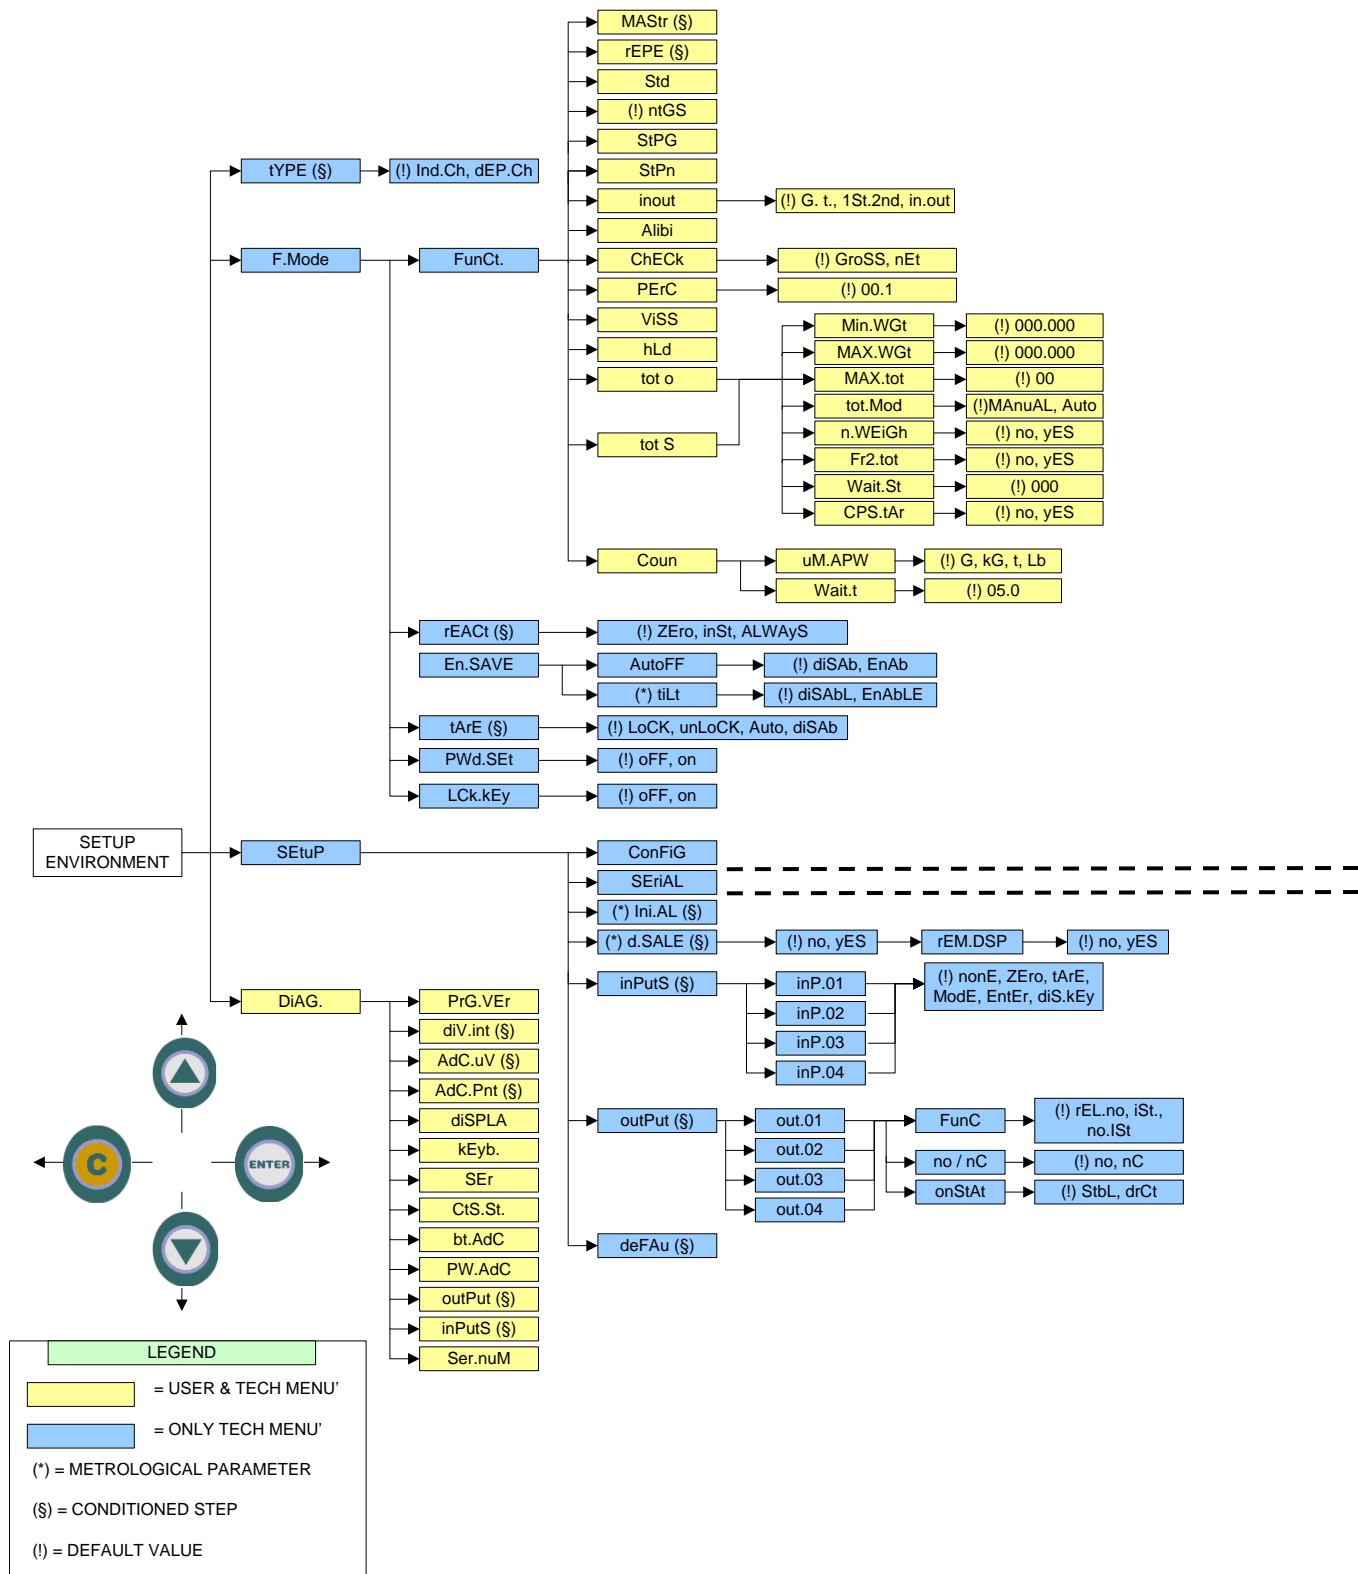 MAStr (§)
rEPE (§)
Std
(!) ntGS
StPG
tYPE (§)
(!) Ind.Ch, dEP.Ch
StPn
inout
(!) G. t., 1St.2nd, in.out
Alibi
F.Mode
FunCt.
ChECk
(!) GroSS, nEt
PErC
(!) 00.1
ViSS
hLd
tot o
tot S
Min.WGt
(!) 000.000
MAX.WGt
(!) 000.000
MAX.tot
(!) 00
tot.Mod
(!)MAnuAL, Auto
n.WEiGh
(!) no, yES
Fr2.tot
(!) no, yES
Wait.St
(!) 000
CPS.tAr
(!) no, yES
Coun
uM.APW
(!) G, kG, t, Lb
Wait.t
(!) 05.0
rEACt (§)
(!) ZEro, inSt, ALWAyS
En.SAVE
AutoFF
(!) diSAb, EnAb
(*) tiLt
(!) diSAbL, EnAbLE
tArE (§)
(!) LoCK, unLoCK, Auto, diSAb
PWd.SEt
(!) oFF, on
LCk.kEy
(!) oFF, on
SETUP
ENVIRONMENT
SEtuP
ConFiG
SEriAL
(*) Ini.AL (§)
(*) d.SALE (§)
(!) no, yES
rEM.DSP
(!) no, yES
inPutS (§)
inP.01
inP.02
inP.03
inP.04
(!) nonE, ZEro, tArE,
ModE, EntEr, diS.kEy
outPut (§)
out.01
out.02
out.03
out.04
FunC
(!) rEL.no, iSt.,
no.ISt
no / nC
(!) no, nC
onStAt
(!) StbL, drCt
deFAu (§)
DiAG.
PrG.VEr
diV.int (§)
AdC.uV (§)
AdC.Pnt (§)
diSPLA
kEyb.
SEr
CtS.St.
bt.AdC
PW.AdC
outPut (§)
inPutS (§)
Ser.nuM
C
ENTER
LEGEND
= USER & TECH MENU'
= ONLY TECH MENU'
(*) = METROLOGICAL PARAMETER
(§) = CONDITIONED STEP
(!) = DEFAULT VALUE